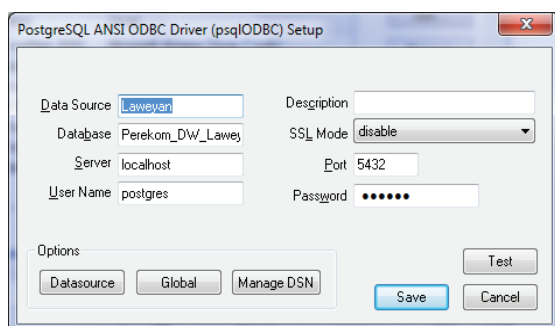 PostgreSQL ANSI ODBC Driver (psqlODBC) Setup
Data Source Laweyan Description
Database Perekom_DW_Lawey SSL Mode disable
Server localhost Port 5432
User Name postgres Password ••••••
Options Test
Datasource Global Manage DSN Save Cancel